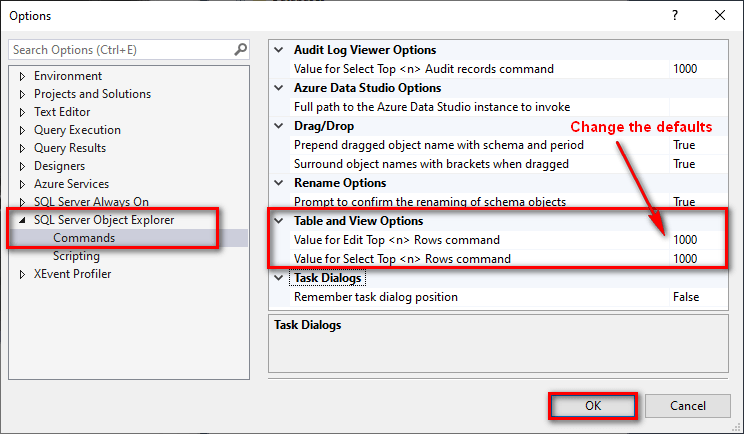 Options
?
Search Options (Ctrl+E)
Environment
Projects and Solutions
Text Editor
Query Execution
Query Results
Designers
Azure Services
SQL Server Always On
SQL Server Object Explorer
Commands
Scripting
XEvent Profiler
Audit Log Viewer Options
Value for Select Top <n> Audit records command 1000
Azure Data Studio Options
Full path to the Azure Data Studio instance to invoke
Drag/Drop
Change the defaults
Prepend dragged object name with schema and period True
Surround object names with brackets when dragged True
Rename Options
Prompt to confirm the renaming of schema objects True
Table and View Options
Value for Edit Top <n> Rows command 1000
Value for Select Top <n> Rows command 1000
Task Dialogs
Remember task dialog position False
Task Dialogs
OK Cancel